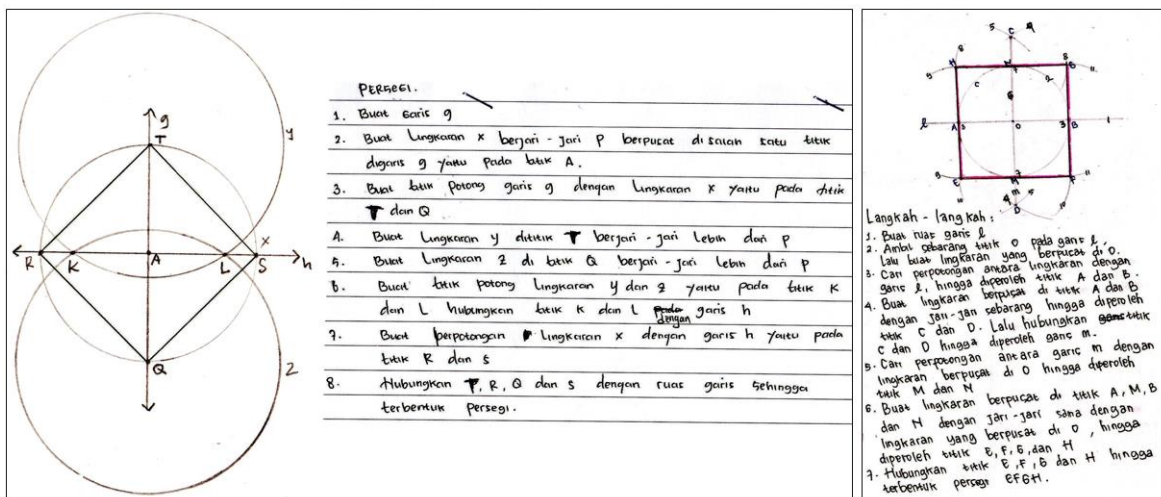 g
T
y
R
K
A
L
S
X
h
Q
Z
PERSEGI.
1. Buat Garis g
2. Buat Lingkaran x berjari-jari P berpusat di salah satu titik
digaris g yaitu pada titik A.
3. Buat titik potong garis g dengan Lingkaran x yaitu pada titik
T dan Q
4. Buat Lingkaran y dititik T berjari-jari lebih dari p
5. Buat Lingkaran z di titik Q berjari-jari lebih dari p
6. Buat titik potong Lingkaran y dan z yaitu pada titik K
dan L hubungkan titik K dan L dengan garis h
7. Buat perpotongan lingkaran x dengan garis h yaitu pada
titik R dan S
8. Hubungkan T, R, Q dan S dengan ruas garis sehingga
terbentuk persegi.
5 C 4
H N 8
c 2
l A 3 O 3 B
E M F
m
D
Langkah-langkah:
1. Buat ruas garis l
2. Ambil sebarang titik O pada garis l.
Lalu buat lingkaran yang berpusat di O.
3. Cari perpotongan antara lingkaran dengan
garis l, hingga diperoleh titik A dan B.
4. Buat lingkaran berpusat di titik A dan B
dengan jari-jari sebarang hingga diperoleh
titik C dan D. Lalu hubungkan titik
C dan D hingga diperoleh garis m.
5. Cari perpotongan antara garis m dengan
lingkaran berpusat di O hingga diperoleh
titik M dan N
6. Buat lingkaran berpusat di titik A, M, B
dan N dengan jari-jari sama dengan
lingkaran yang berpusat di O, hingga
diperoleh titik E, F, G, dan H
7. Hubungkan titik E, F, G dan H hingga
terbentuk persegi EFGH.